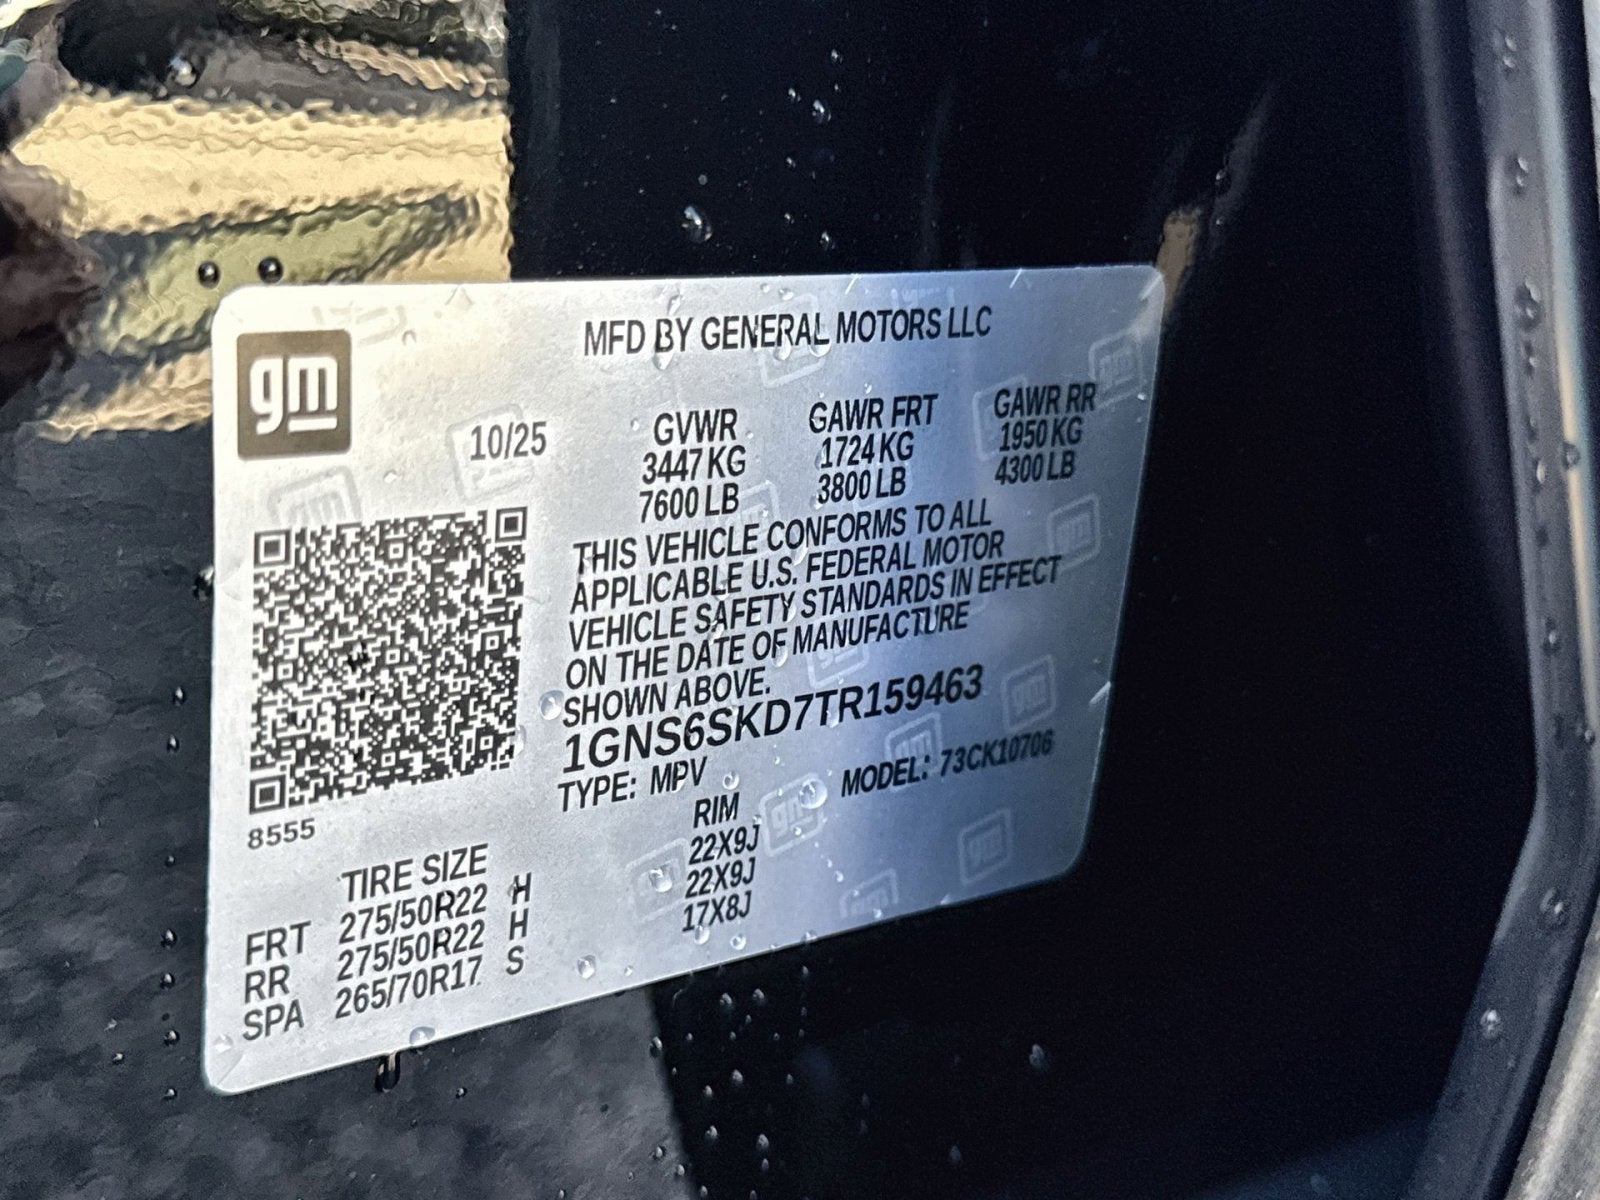 gm
MFD BY GENERAL MOTORS LLC
10/25
GVWR
3447 KG
7600 LB
GAWR FRT
1724 KG
3800 LB
GAWR RR
1950 KG
4300 LB
THIS VEHICLE CONFORMS TO ALL
APPLICABLE U.S. FEDERAL MOTOR
VEHICLE SAFETY STANDARDS IN EFFECT
ON THE DATE OF MANUFACTURE
SHOWN ABOVE.
1GNS6SKD7TR159463
TYPE: MPV MODEL: 73CK10706
8555
TIRE SIZE RIM
FRT 275/50R22 H 22X9J
RR 275/50R22 H 22X9J
SPA 265/70R17 S 17X8J